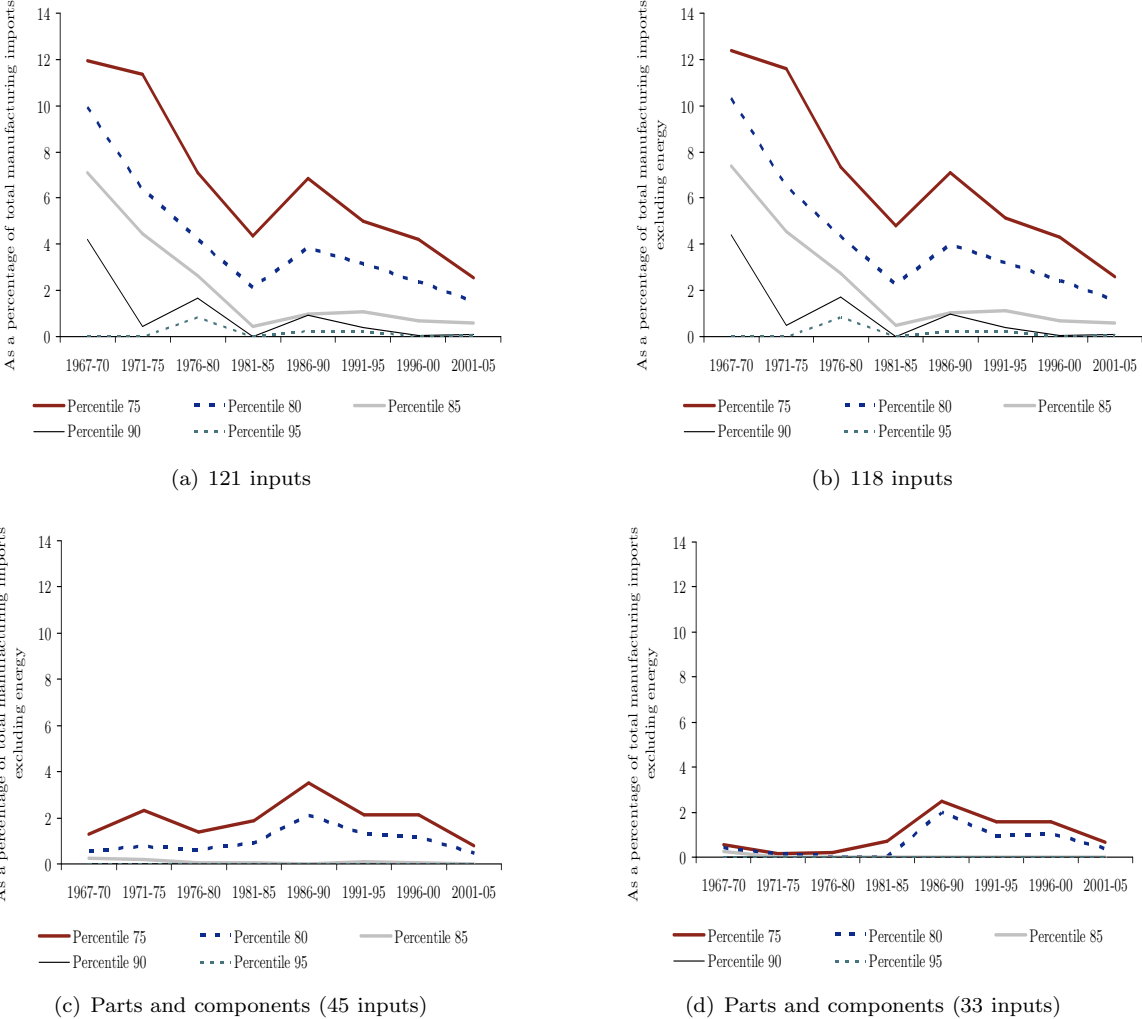 As a percentage of total manufacturing imports
14
12
10
8
6
4
2
0
1967-70 1971-75 1976-80 1981-85 1986-90 1991-95 1996-00 2001-05
Percentile 75 Percentile 80 Percentile 85
Percentile 90 Percentile 95
(a) 121 inputs
As a percentage of total manufacturing imports
excluding energy
14
12
10
8
6
4
2
0
1967-70 1971-75 1976-80 1981-85 1986-90 1991-95 1996-00 2001-05
Percentile 75 Percentile 80 Percentile 85
Percentile 90 Percentile 95
(b) 118 inputs
As a percentage of total manufacturing imports
excluding energy
14
12
10
8
6
4
2
0
1967-70 1971-75 1976-80 1981-85 1986-90 1991-95 1996-00 2001-05
Percentile 75 Percentile 80 Percentile 85
Percentile 90 Percentile 95
(c) Parts and components (45 inputs)
As a percentage of total manufacturing imports
excluding energy
14
12
10
8
6
4
2
0
1967-70 1971-75 1976-80 1981-85 1986-90 1991-95 1996-00 2001-05
Percentile 75 Percentile 80 Percentile 85
Percentile 90 Percentile 95
(d) Parts and components (33 inputs)